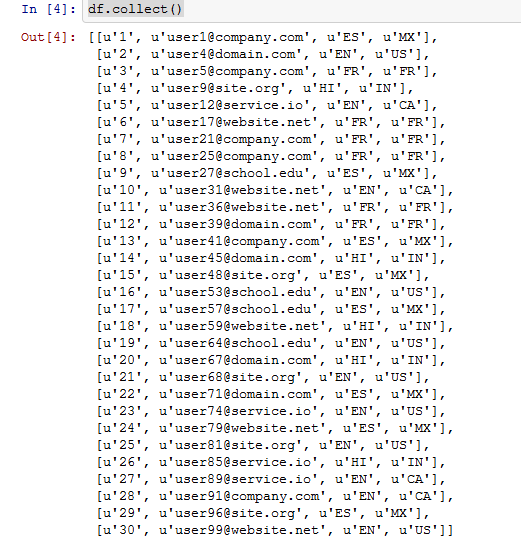 In [4]: df.collect()
Out[4]: [[u'1', u'user1@company.com', u'ES', u'MX'],
[u'2', u'user4@domain.com', u'EN', u'US'],
[u'3', u'user5@company.com', u'FR', u'FR'],
[u'4', u'user9@site.org', u'HI', u'IN'],
[u'5', u'user12@service.io', u'EN', u'CA'],
[u'6', u'user17@website.net', u'FR', u'FR'],
[u'7', u'user21@company.com', u'FR', u'FR'],
[u'8', u'user25@company.com', u'FR', u'FR'],
[u'9', u'user27@school.edu', u'ES', u'MX'],
[u'10', u'user31@website.net', u'EN', u'CA'],
[u'11', u'user36@website.net', u'FR', u'FR'],
[u'12', u'user39@domain.com', u'FR', u'FR'],
[u'13', u'user41@company.com', u'ES', u'MX'],
[u'14', u'user45@domain.com', u'HI', u'IN'],
[u'15', u'user48@site.org', u'ES', u'MX'],
[u'16', u'user53@school.edu', u'EN', u'US'],
[u'17', u'user57@school.edu', u'ES', u'MX'],
[u'18', u'user59@website.net', u'HI', u'IN'],
[u'19', u'user64@school.edu', u'EN', u'US'],
[u'20', u'user67@domain.com', u'HI', u'IN'],
[u'21', u'user68@site.org', u'EN', u'US'],
[u'22', u'user71@domain.com', u'ES', u'MX'],
[u'23', u'user74@service.io', u'EN', u'US'],
[u'24', u'user79@website.net', u'ES', u'MX'],
[u'25', u'user81@site.org', u'EN', u'US'],
[u'26', u'user85@service.io', u'HI', u'IN'],
[u'27', u'user89@service.io', u'EN', u'CA'],
[u'28', u'user91@company.com', u'EN', u'CA'],
[u'29', u'user96@site.org', u'ES', u'MX'],
[u'30', u'user99@website.net', u'EN', u'US']]